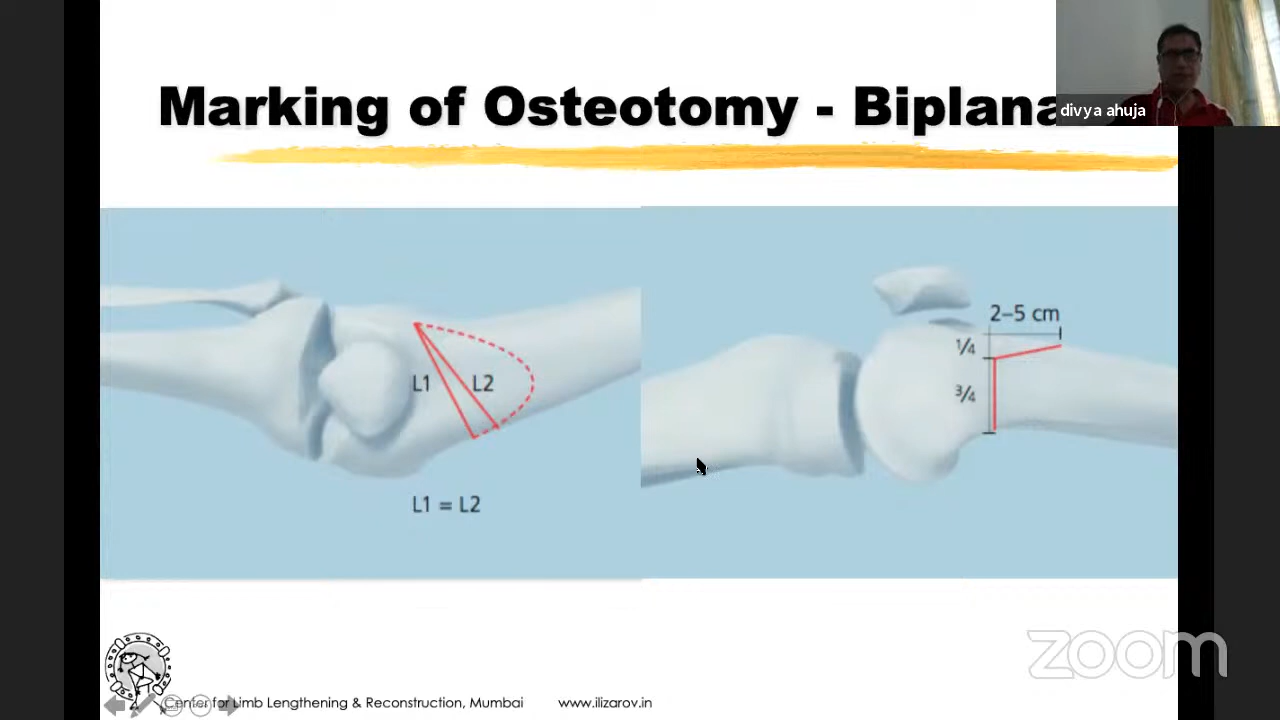 Marking of Osteotomy - Biplana
divya ahuja
2–5 cm
¼
L1
L2
¾
L1 = L2
zoom
Center for Limb Lengthening & Reconstruction, Mumbai
www.ilizarov.in